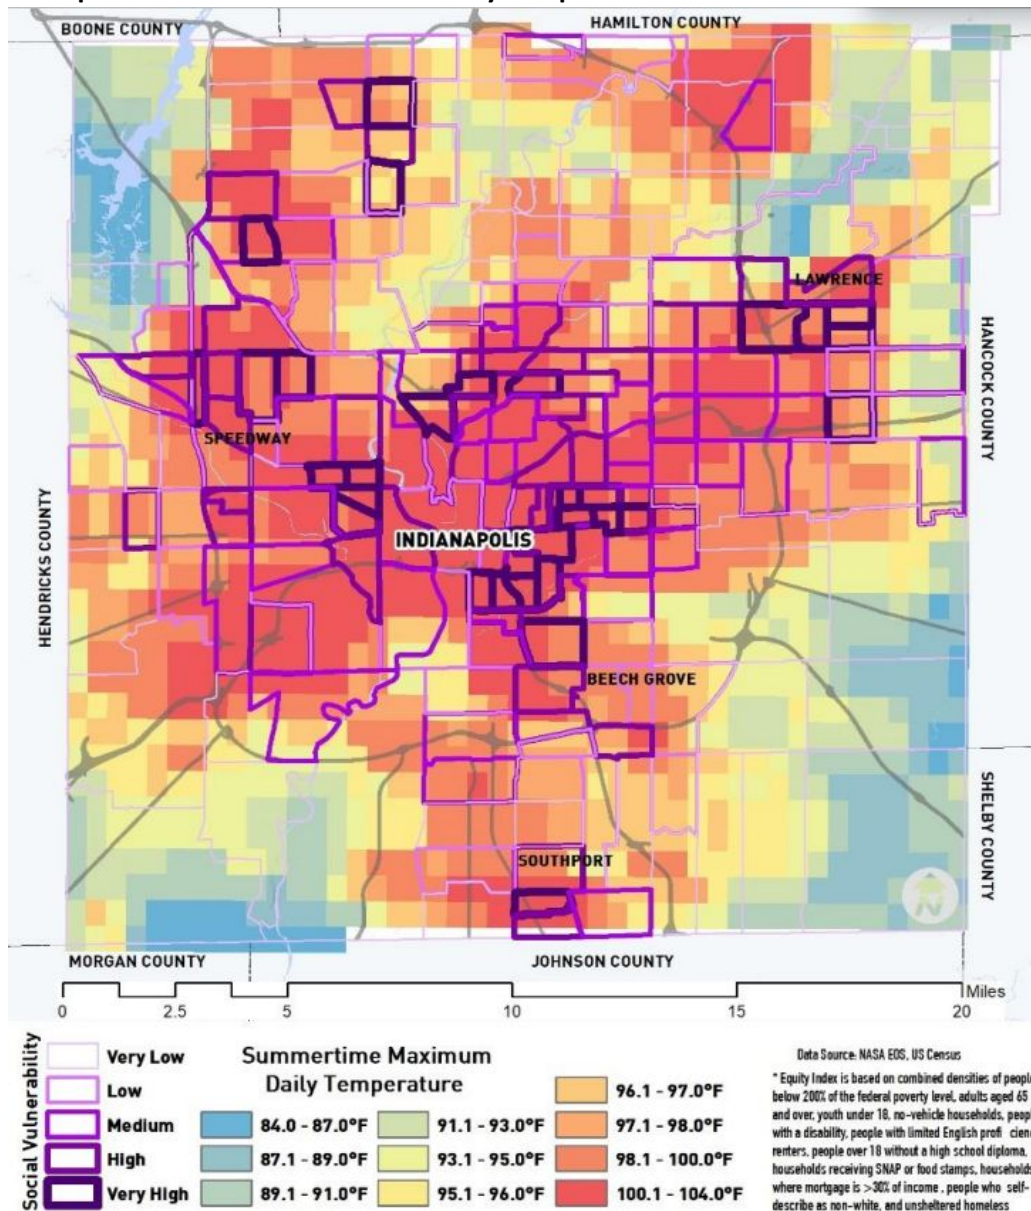 BOONE COUNTY
HAMILTON COUNTY
LAWRENCE
HANCOCK COUNTY
SPEEDWAY
INDIANAPOLIS
HENDRICKS COUNTY
BEECH GROVE
SHELBY COUNTY
SOUTHPORT
N
MORGAN COUNTY
JOHNSON COUNTY
Miles
0 2.5 5 10 15 20
Social Vulnerability
Very Low
Low
Medium
High
Very High
Summertime Maximum
Daily Temperature
84.0 - 87.0°F
87.1 - 89.0°F
89.1 - 91.0°F
91.1 - 93.0°F
93.1 - 95.0°F
95.1 - 96.0°F
96.1 - 97.0°F
97.1 - 98.0°F
98.1 - 100.0°F
100.1 - 104.0°F
Data Source: NASA EOS, US Census
* Equity Index is based on combined densities of people
below 200% of the federal poverty level, adults aged 65
and over, youth under 18, no-vehicle households, people
with a disability, people with limited English profi cien
renters, people over 18 without a high school diploma,
households receiving SNAP or food stamps, households
where mortgage is >30% of income , people who self-
describe as non-white, and unsheltered homeless